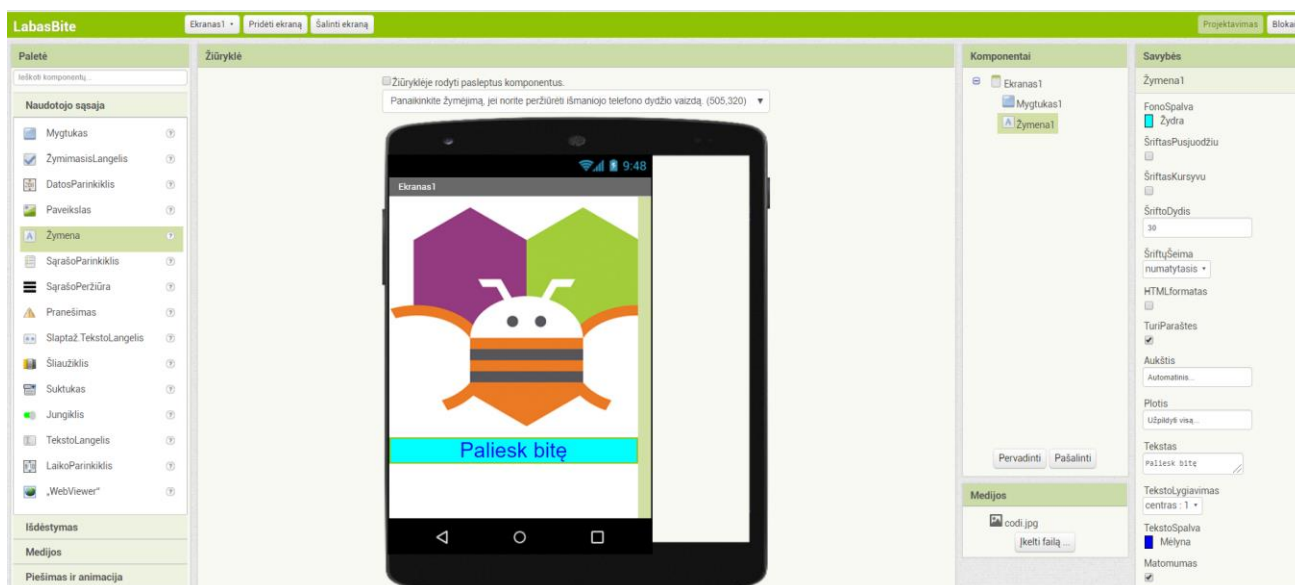 LabasBite
Ekranas1
Pridėti ekraną
Šalinti ekraną
Projektavimas
Paletė
Ieškoti komponentų...
Naudotojo sąsaja
Mygtukas
ŽymimasisLangelis
DatosParinkiklis
Paveikslas
Žymena
SąrašoParinkiklis
SąrašoPeržiūra
Pranešimas
Slaptaž.TekstoLangelis
Šliaužiklis
Suktukas
Jungiklis
TekstoLangelis
LaikoParinkiklis
„WebViewer“
Išdėstymas
Medijos
Piešimas ir animacija
Žiūryklė
Žiūryklėje rodyti pasleptus komponentus.
Panaikinkite žymėjimą, jei norite peržiūrėti išmaniojo telefono dydžio vaizdą. (505,320)
9:48
Ekranas1
Paliesk bitę
Komponentai
Ekranas1
Mygtukas1
Žymena1
Pervadinti
Pašalinti
Medijos
codi.jpg
Įkelti failą ...
Savybės
Žymena1
FonoSpalva
Žydra
ŠriftasPusjuodžiu
ŠriftasKursyvu
ŠriftoDydis
30
ŠriftųŠeima
numatytasis
HTMLformatas
TuriParaštes
Aukštis
Automatinis...
Plotis
Užpildyti visą...
Tekstas
Paliesk bitę
TekstoLygiavimas
centras : 1
TekstoSpalva
Mėlyna
Matomumas